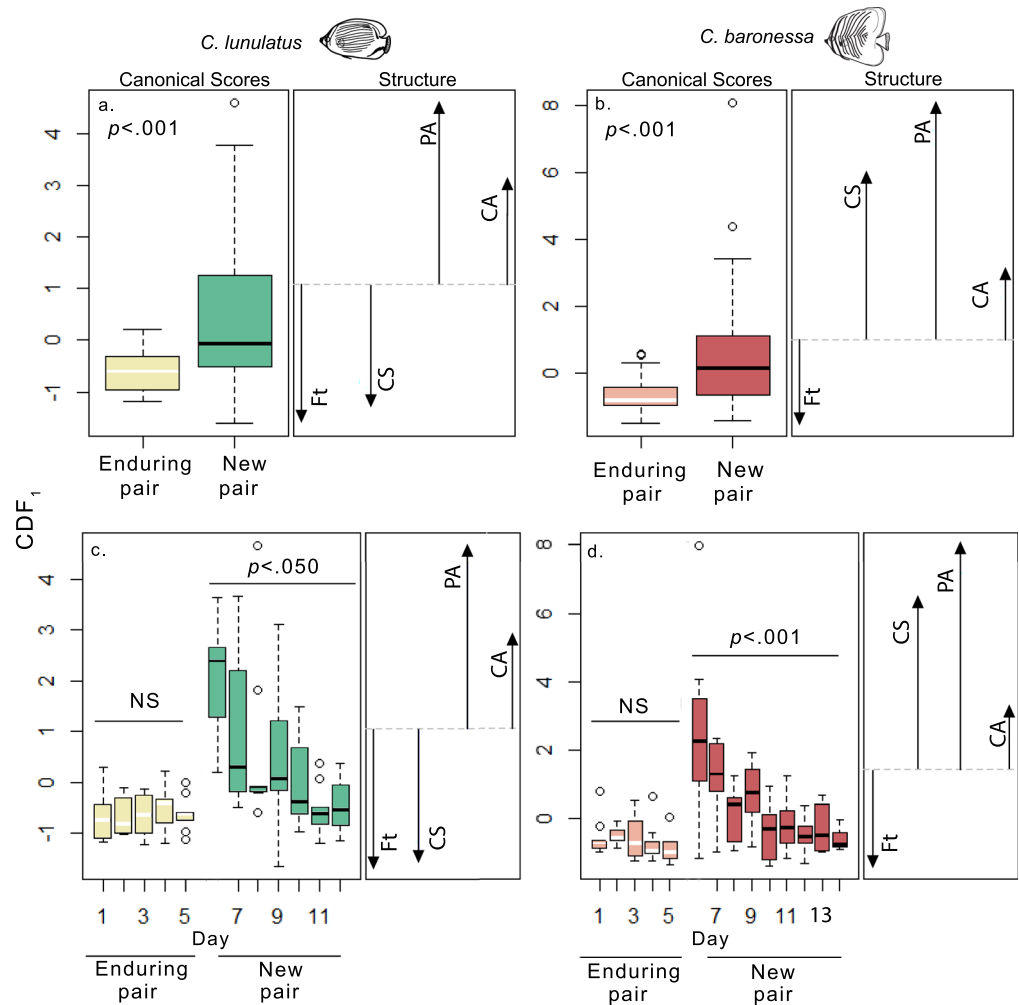 C. lunulatus
C. baronessa
Canonical Scores
Structure
Canonical Scores
Structure
a.
p<.001
4
3
2
1
0
-1
Enduring
pair
New
pair
PA
CA
Ft
CS
b.
p<.001
8
6
4
2
0
Enduring
pair
New
pair
CS
PA
CA
Ft
CDF1
c.
p<.050
NS
4
3
2
1
0
-1
1
3
5
7
9
11
Day
Enduring
pair
New
pair
PA
CA
Ft
CS
d.
p<.001
NS
8
6
4
2
0
1
3
5
7
9
11
13
Day
Enduring
pair
New
pair
CS
PA
CA
Ft